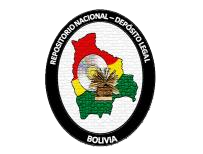 REPOSITORIO NACIONAL – DEPÓSITO LEGAL
BOLIVIA